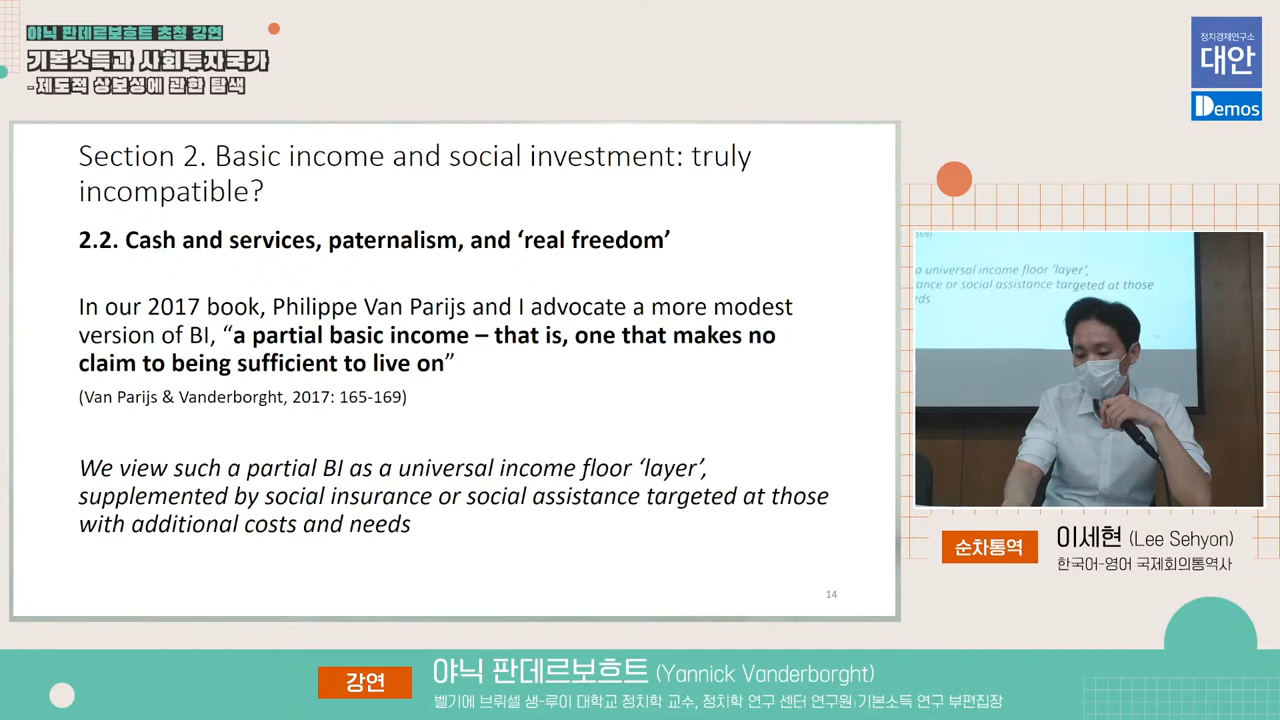 야닉 판데르보흐트 초청 강연
기본소득과 사회투자국가
- 제도적 상보성에 관한 탐색
정치경제연구소
대안
Demos
Section 2. Basic income and social investment: truly
incompatible?
2.2. Cash and services, paternalism, and ‘real freedom’
In our 2017 book, Philippe Van Parijs and I advocate a more modest
version of BI, “a partial basic income – that is, one that makes no
claim to being sufficient to live on”
(Van Parijs & Vanderborght, 2017: 165-169)
We view such a partial BI as a universal income floor ‘layer’,
supplemented by social insurance or social assistance targeted at those
with additional costs and needs
14
a universal income floor ‘layer’,
ance or social assistance targeted at those
eds
순차통역
이세현 (Lee Sehyon)
한국어-영어 국제회의통역사
강연
야닉 판데르보흐트 (Yannick Vanderborght)
벨기에 브뤼셀 생-루이 대학교 정치학 교수, 정치학 연구 센터 연구원, 기본소득 연구 부편집장